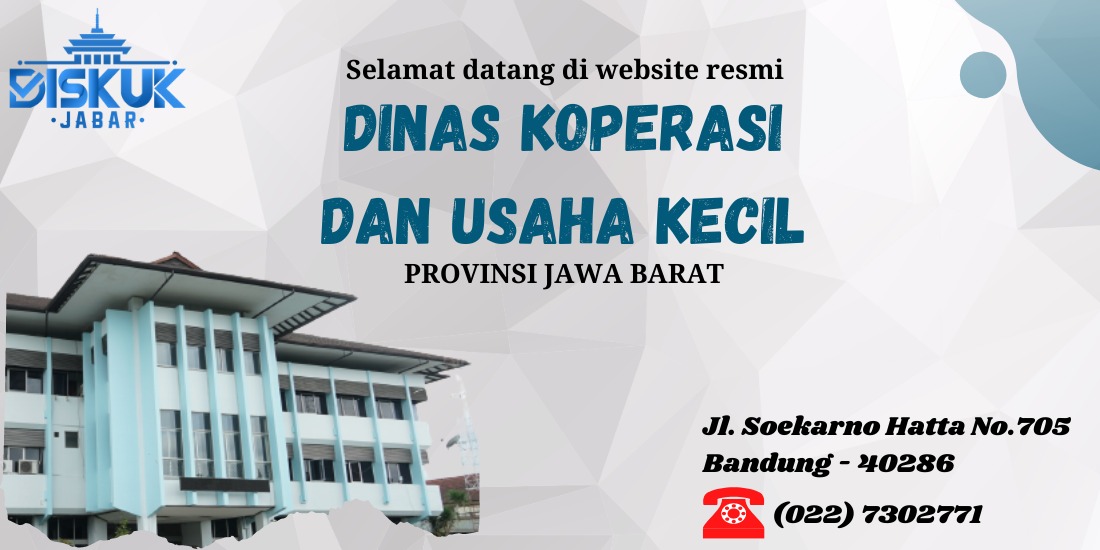 DISKUK
·JABAR·
Selamat datang di website resmi
DINAS KOPERASI
DAN USAHA KECIL
PROVINSI JAWA BARAT
Jl. Soekarno Hatta No.705
Bandung - 40286
(022) 7302771